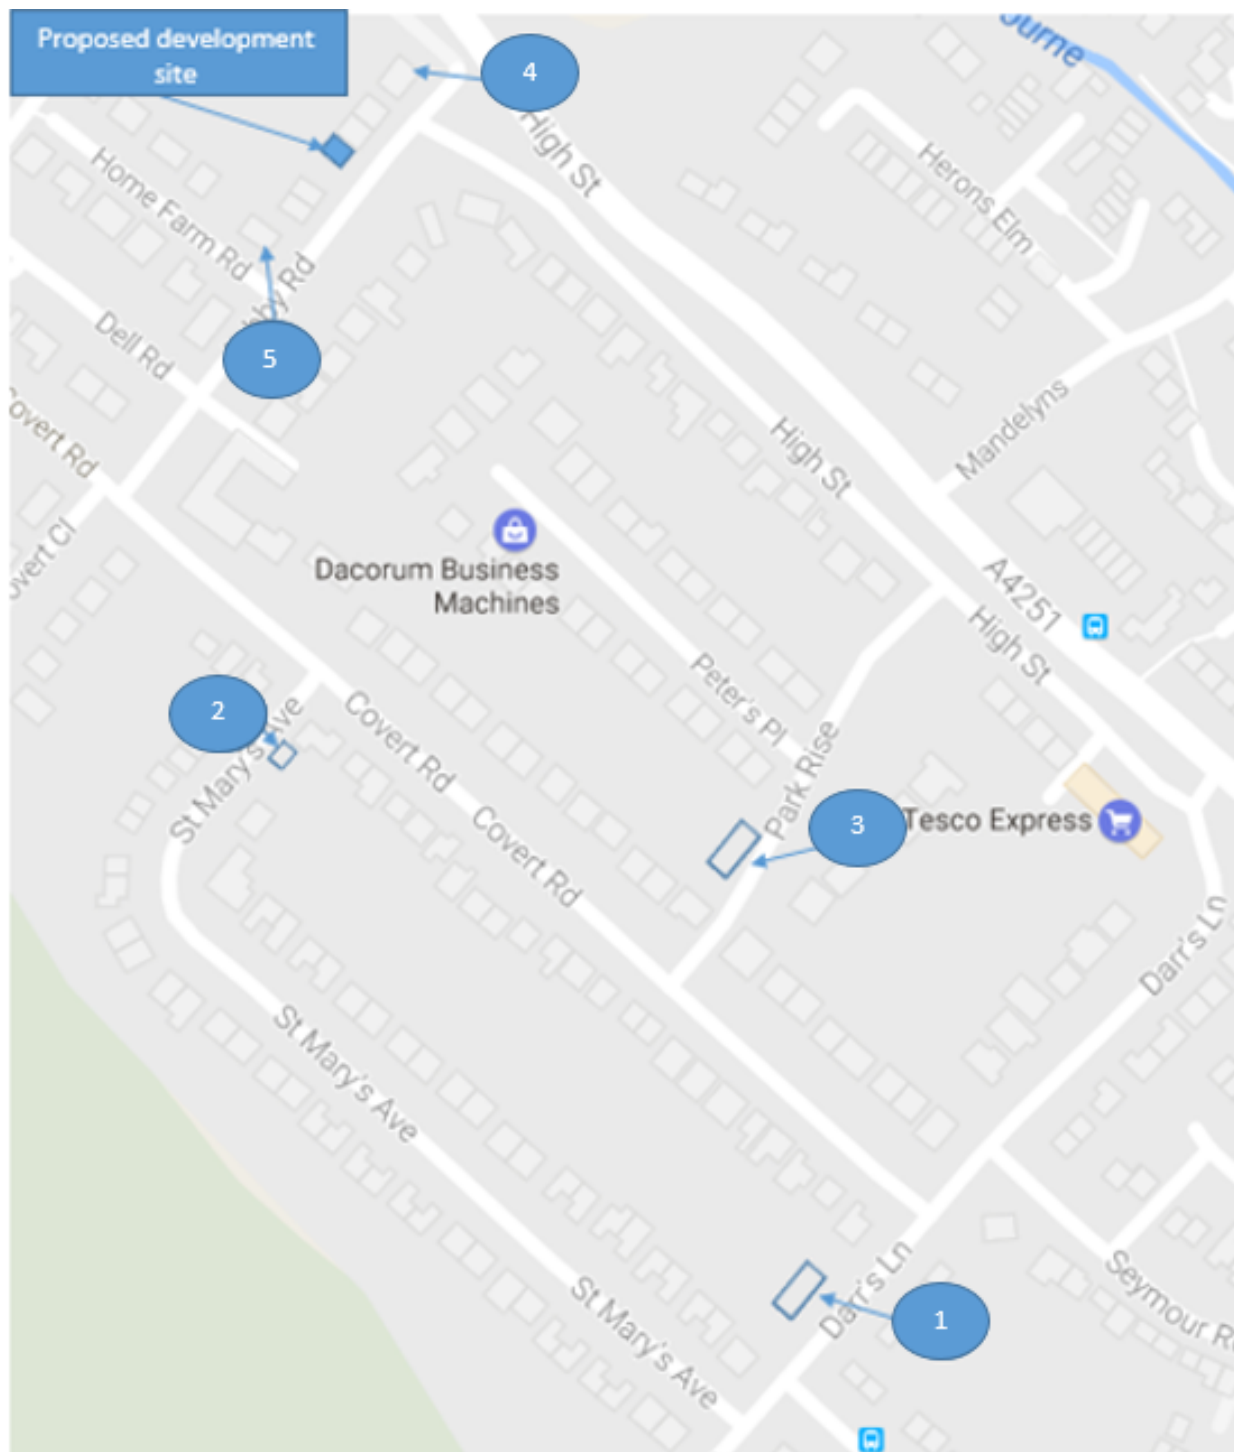 Proposed development
site
4
ourne
High St
Herons Elm
Home Farm Rd
Dell Rd
5
Covert Rd
Mandelyns
High St
A4251
Dacorum Business
Machines
High St
2
Peter's Pl
St Mary's Ave
Covert Rd
Park Rise
Covert Rd
3
Tesco Express
Darr's Ln
St Mary's Ave
Darr's Ln
1
Seymour R
St Mary's Ave